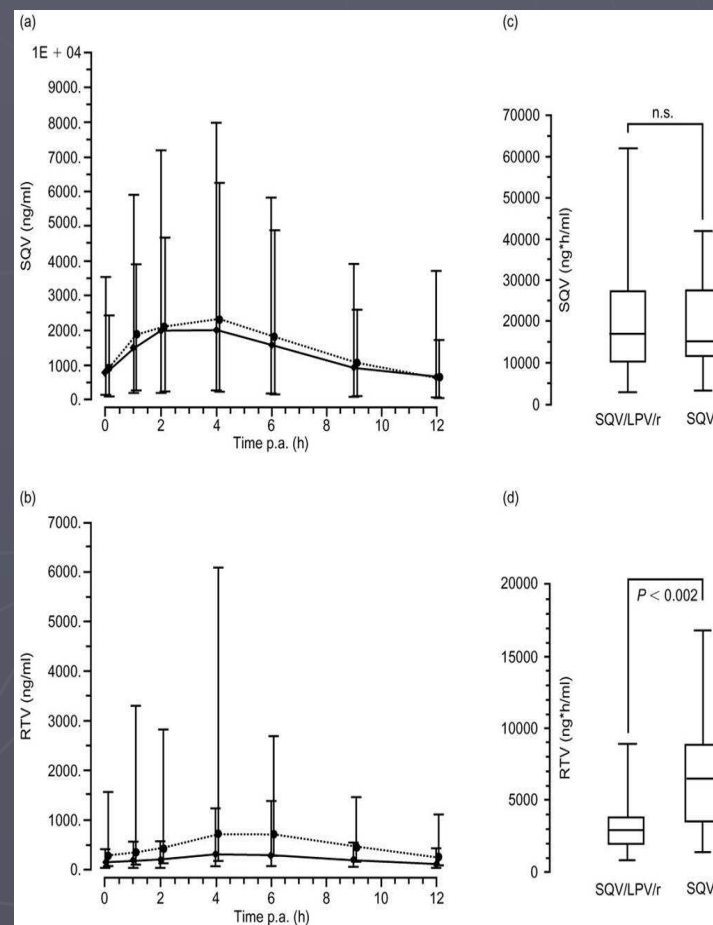 (a)
1E + 04
9000.
8000.
7000.
6000.
5000.
4000.
3000.
2000.
1000.
0.
SQV (ng/ml)
0 2 4 6 8 10 12
Time p.a. (h)
(c)
70000
60000
50000
40000
30000
20000
10000
0
SQV (ng*h/ml)
n.s.
SQV/LPV/r SQV
(b)
7000.
6000.
5000.
4000.
3000.
2000.
1000.
0.
RTV (ng/ml)
0 2 4 6 8 10 12
Time p.a. (h)
(d)
20000
15000
10000
5000
0
RTV (ng*h/ml)
P < 0.002
SQV/LPV/r SQV